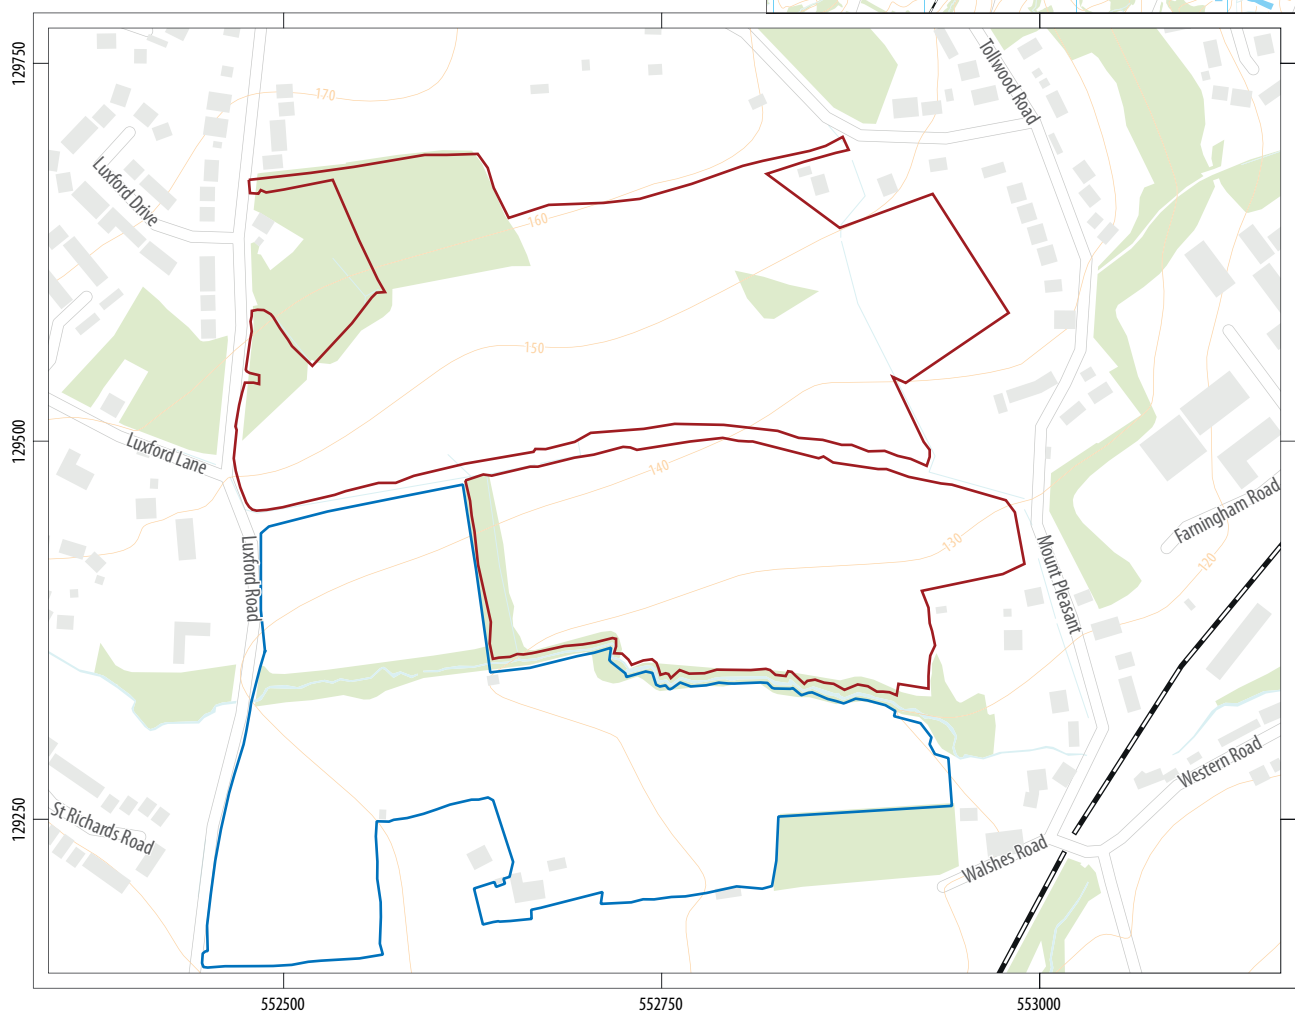 129750
170
Tollwood Road
Luxford Drive
160
150
129500
Luxford Lane
140
Farningham Road
130
120
Luxford Road
Mount Pleasant
Western Road
129250
St Richards Road
Walshes Road
552500
552750
553000